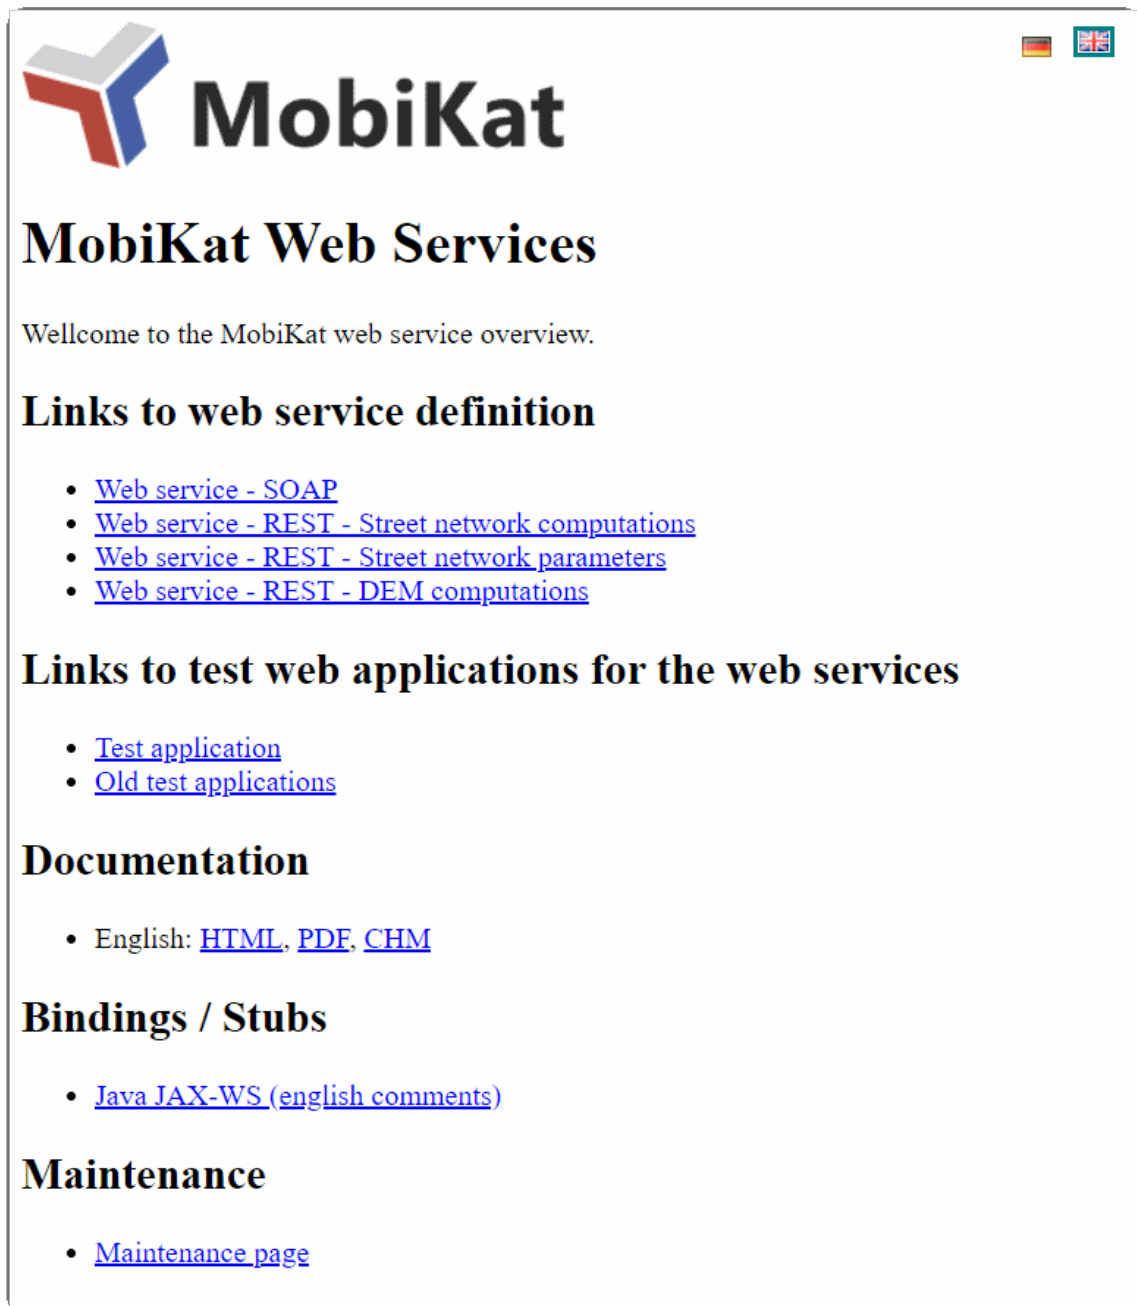 MobiKat
MobiKat Web Services
Wellcome to the MobiKat web service overview.
Links to web service definition
Web service - SOAP
Web service - REST - Street network computations
Web service - REST - Street network parameters
Web service - REST - DEM computations
Links to test web applications for the web services
Test application
Old test applications
Documentation
English: HTML, PDF, CHM
Bindings / Stubs
Java JAX-WS (english comments)
Maintenance
Maintenance page